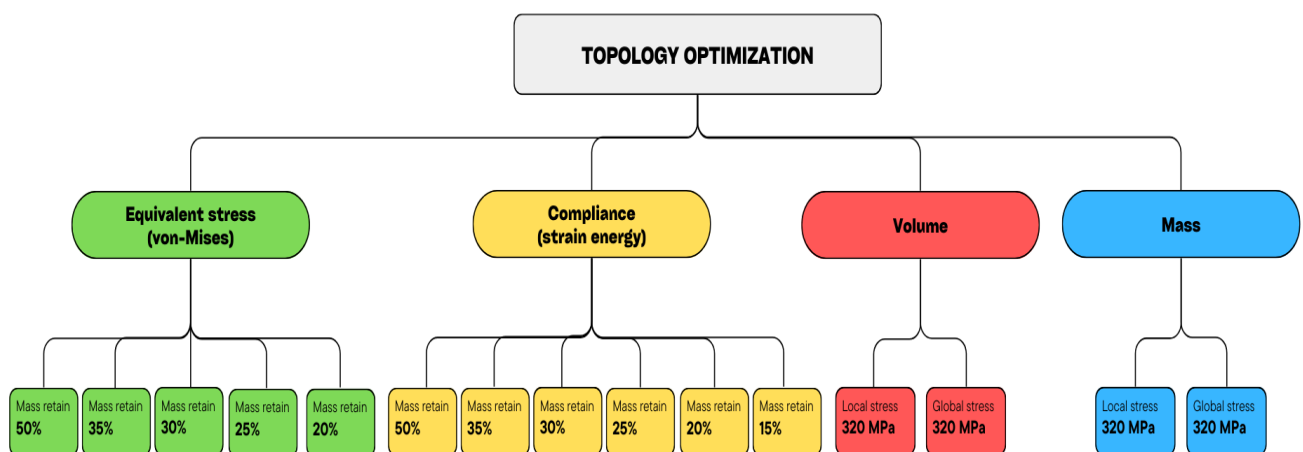 TOPOLOGY OPTIMIZATION
Equivalent stress
(von-Mises)
Compliance
(strain energy)
Volume
Mass
Mass retain
50%
Mass retain
35%
Mass retain
30%
Mass retain
25%
Mass retain
20%
Mass retain
50%
Mass retain
35%
Mass retain
30%
Mass retain
25%
Mass retain
20%
Mass retain
15%
Local stress
320 MPa
Global stress
320 MPa
Local stress
320 MPa
Global stress
320 MPa